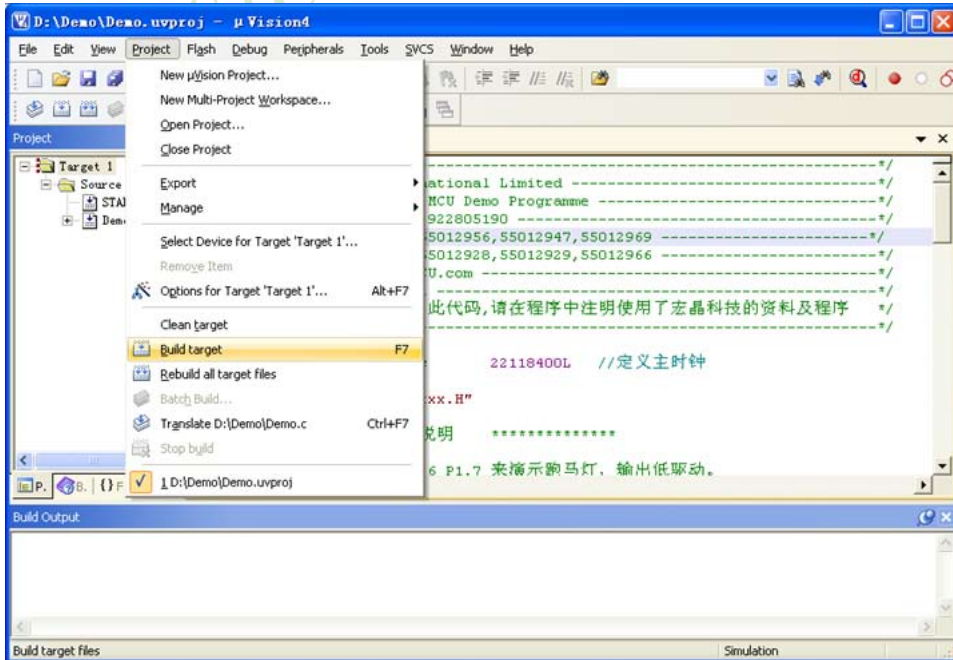 D:\Demo\Demo.uvproj - µVision4
File Edit View Project Flash Debug Peripherals Tools SVCS Window Help
Project
New µVision Project...
New Multi-Project Workspace...
Open Project...
Close Project
Export
Manage
Select Device for Target 'Target 1'...
Remove Item
Options for Target 'Target 1'... Alt+F7
Clean target
Build target F7
Rebuild all target files
Batch Build...
Translate D:\Demo\Demo.c Ctrl+F7
Stop build
1 D:\Demo\Demo.uvproj
Target 1
Source
STA
Dem
P. B. {} F
----------*/
ational Limited ----------*/
MCU Demo Programme ----------*/
922805190 ----------*/
55012956,55012947,55012969 ----------*/
55012928,55012929,55012966 ----------*/
U.com ----------*/
----------*/
此代码,请在程序中注明使用了宏晶科技的资料及程序 */
----------*/
22118400L //定义主时钟
xx.H"
说明 **************
6 P1.7 来演示跑马灯, 输出低驱动。
Build Output
Build target files Simulation